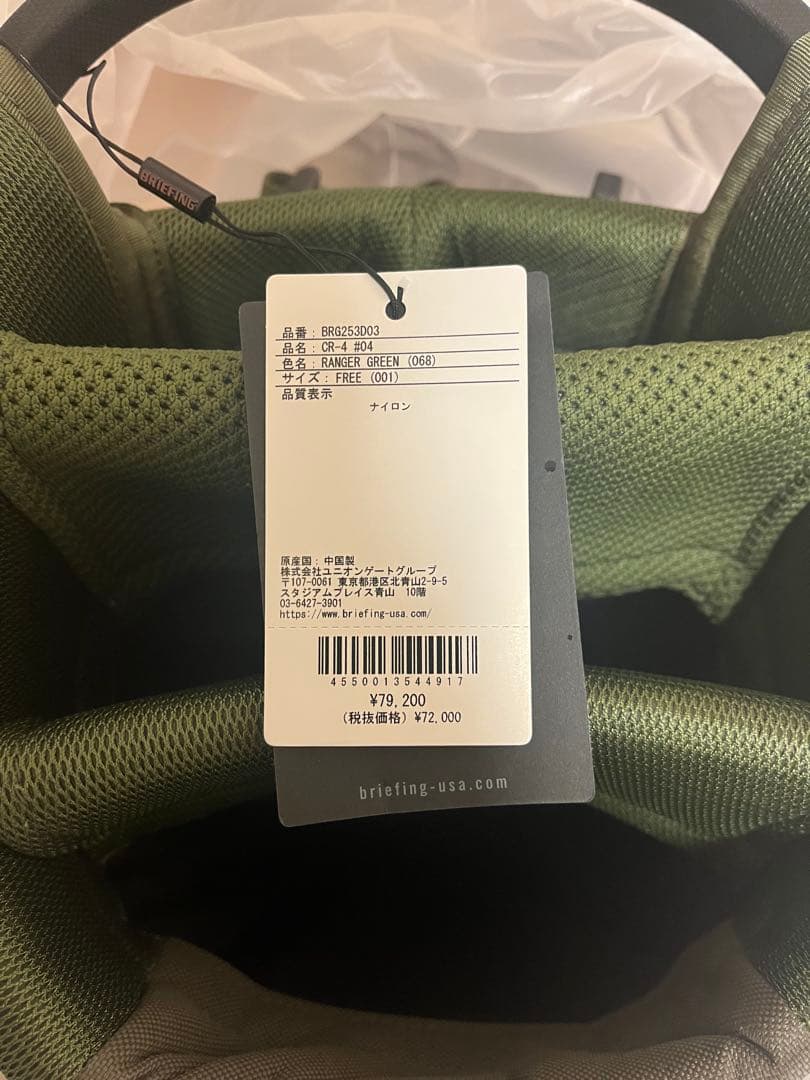 BRIEFING
品番：BRG253D03
品名：CR-4 #04
色名：RANGER GREEN (068)
サイズ：FREE (001)
品質表示
ナイロン
原産国：中国製
株式会社ユニオンゲートグループ
〒107-0061 東京都港区北青山2-9-5
スタジアムプレイス青山　10階
03-6427-3901
https://www.briefing-usa.com/
4550013544917
¥79,200
(税抜価格) ¥72,000
briefing-usa.com